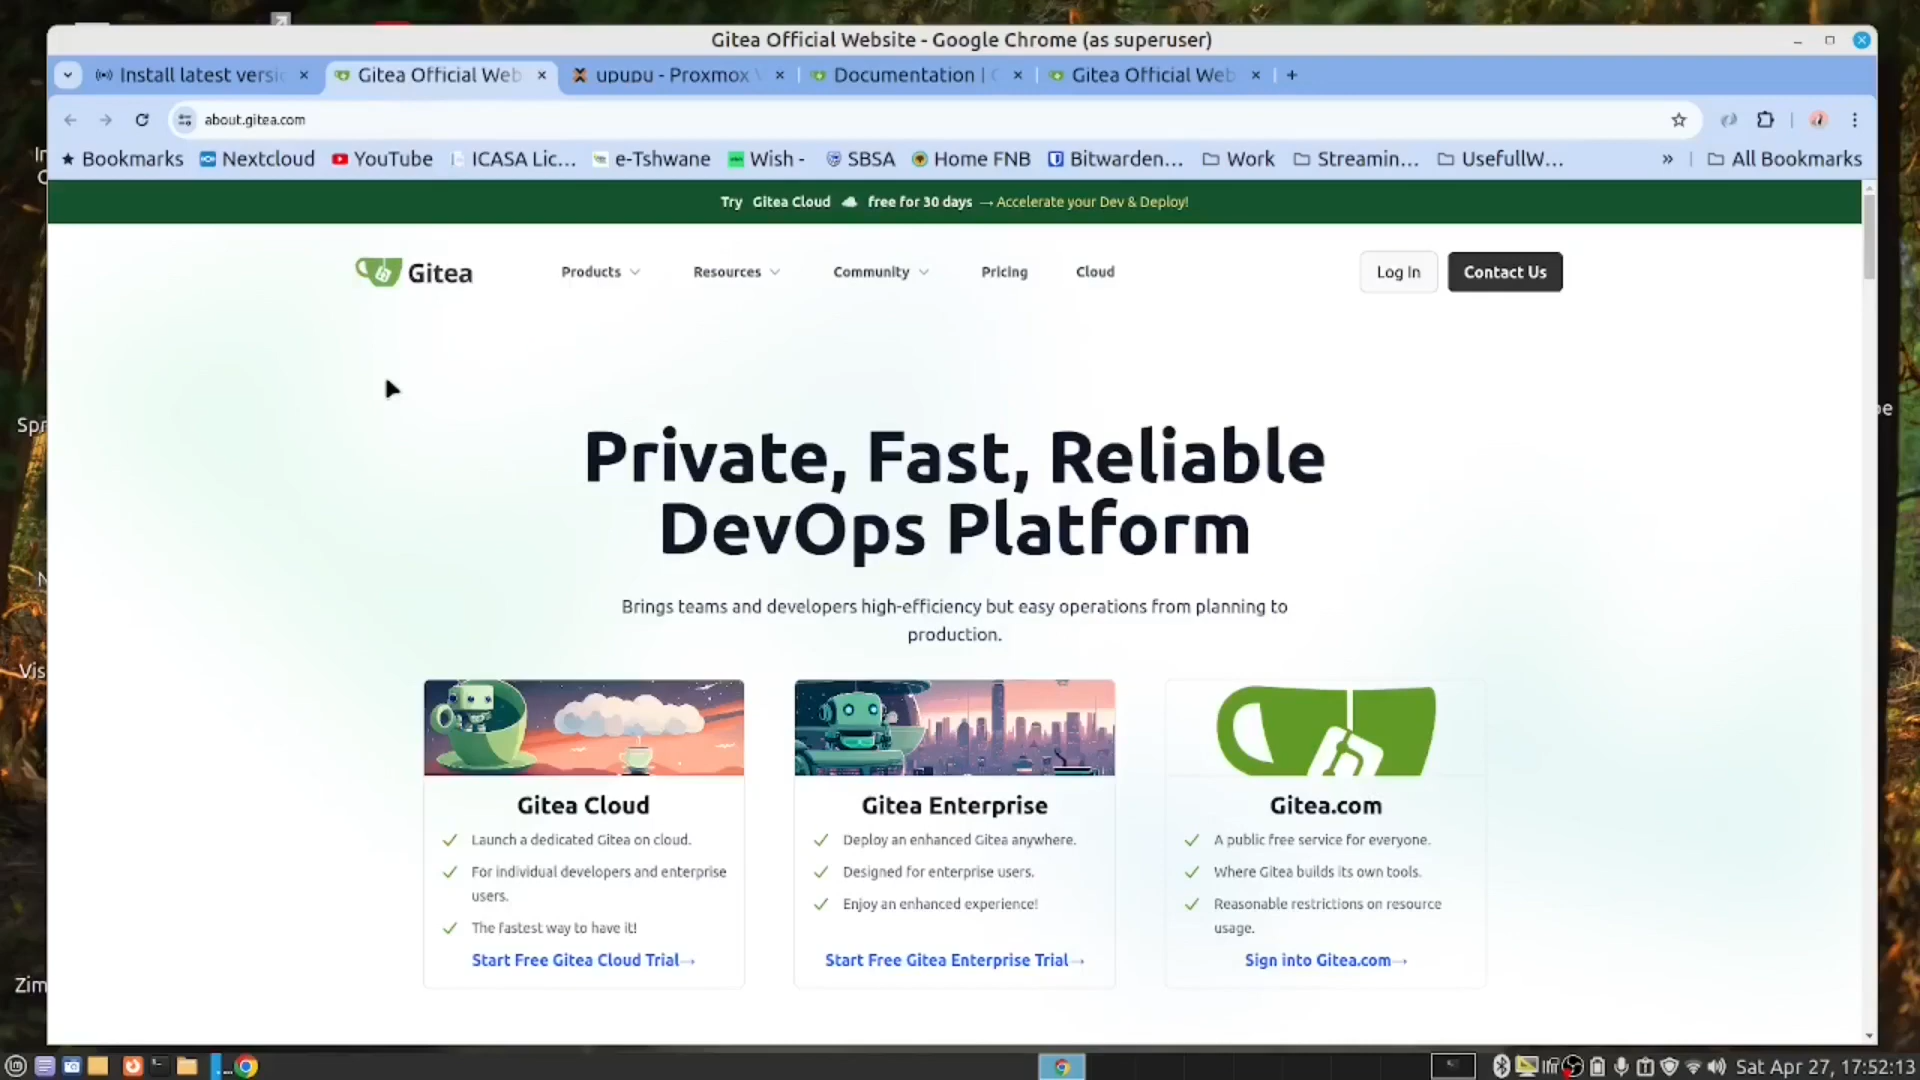 Gitea Official Website - Google Chrome (as superuser)
Install latest versi
Gitea Official Web
upupu - Proxmox
Documentation |
Gitea Official Web
about.gitea.com
Bookmarks
Nextcloud
YouTube
ICASA Lic...
e-Tshwane
Wish -
SBSA
Home FNB
Bitwarden...
Work
Streamin...
UsefullW...
»
All Bookmarks
Try Gitea Cloud ☁ free for 30 days → Accelerate your Dev & Deploy!
Gitea
Products
Resources
Community
Pricing
Cloud
Log In
Contact Us
Private, Fast, Reliable
DevOps Platform
Brings teams and developers high-efficiency but easy operations from planning to
production.
Gitea Cloud
Launch a dedicated Gitea on cloud.
For individual developers and enterprise
users.
The fastest way to have it!
Start Free Gitea Cloud Trial→
Gitea Enterprise
Deploy an enhanced Gitea anywhere.
Designed for enterprise users.
Enjoy an enhanced experience!
Start Free Gitea Enterprise Trial→
Gitea.com
A public free service for everyone.
Where Gitea builds its own tools.
Reasonable restrictions on resource
usage.
Sign into Gitea.com→
Spr
Vis
Zim
Sat Apr 27, 17:52:13